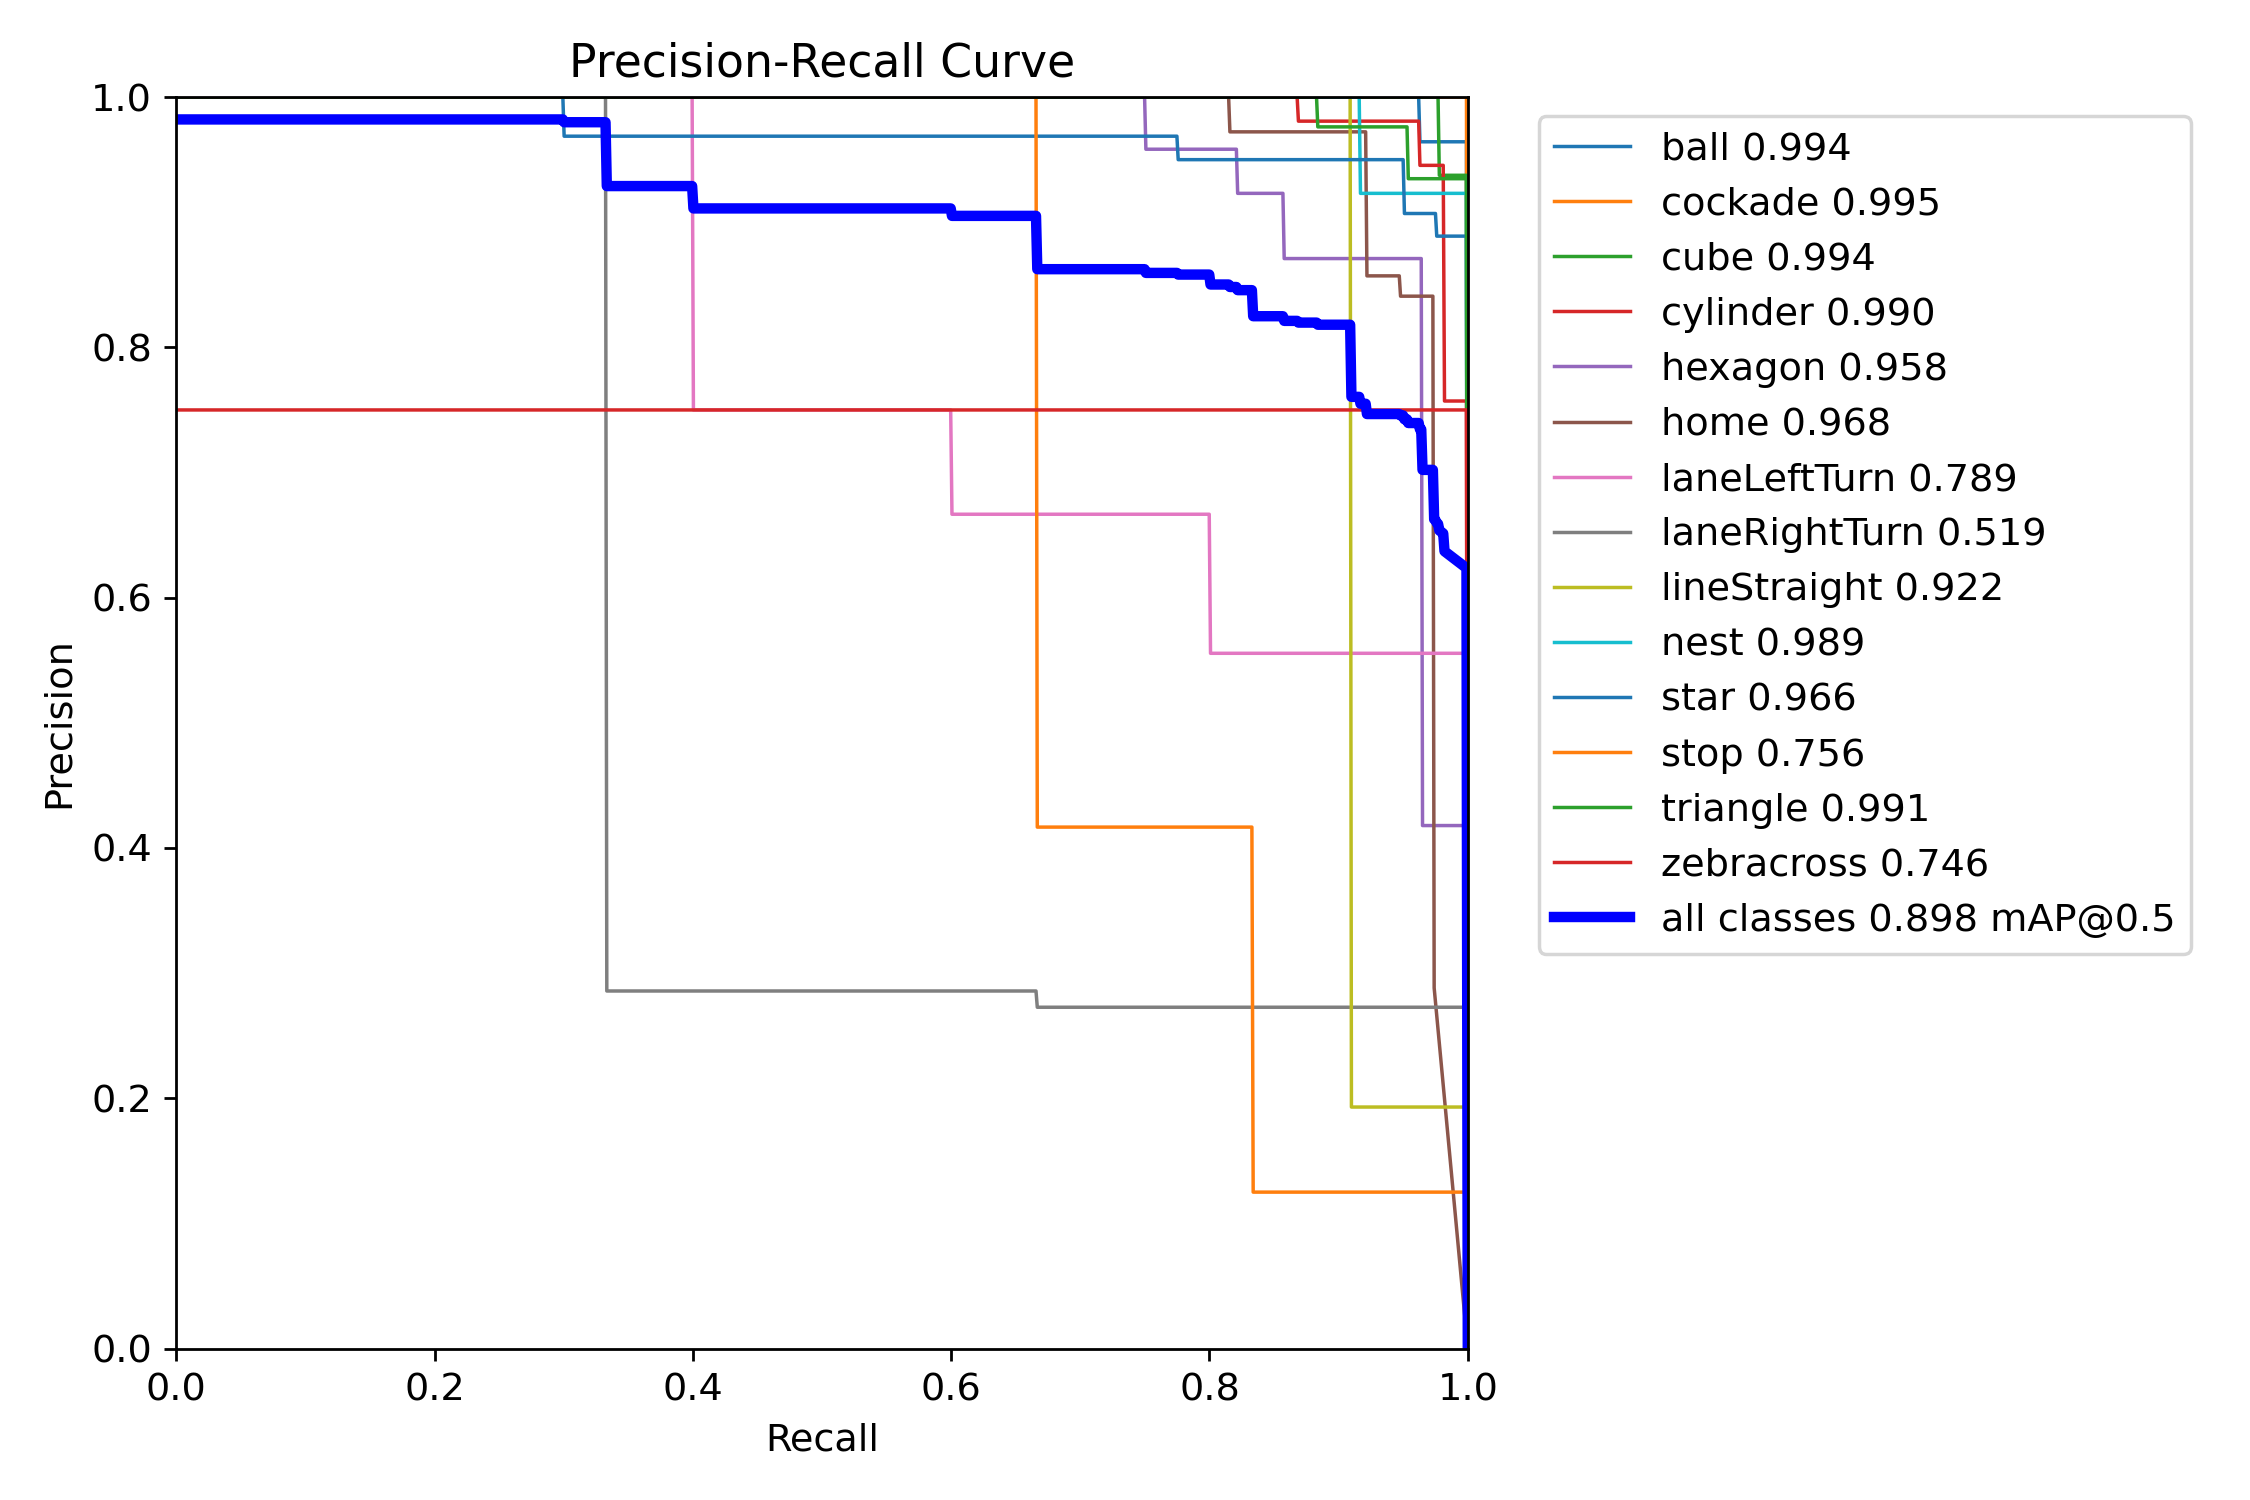 Precision-Recall Curve
1.0
0.8
0.6
0.4
0.2
0.0
Precision
0.0 0.2 0.4 0.6 0.8 1.0
Recall
ball 0.994
cockade 0.995
cube 0.994
cylinder 0.990
hexagon 0.958
home 0.968
laneLeftTurn 0.789
laneRightTurn 0.519
lineStraight 0.922
nest 0.989
star 0.966
stop 0.756
triangle 0.991
zebracross 0.746
all classes 0.898 mAP@0.5